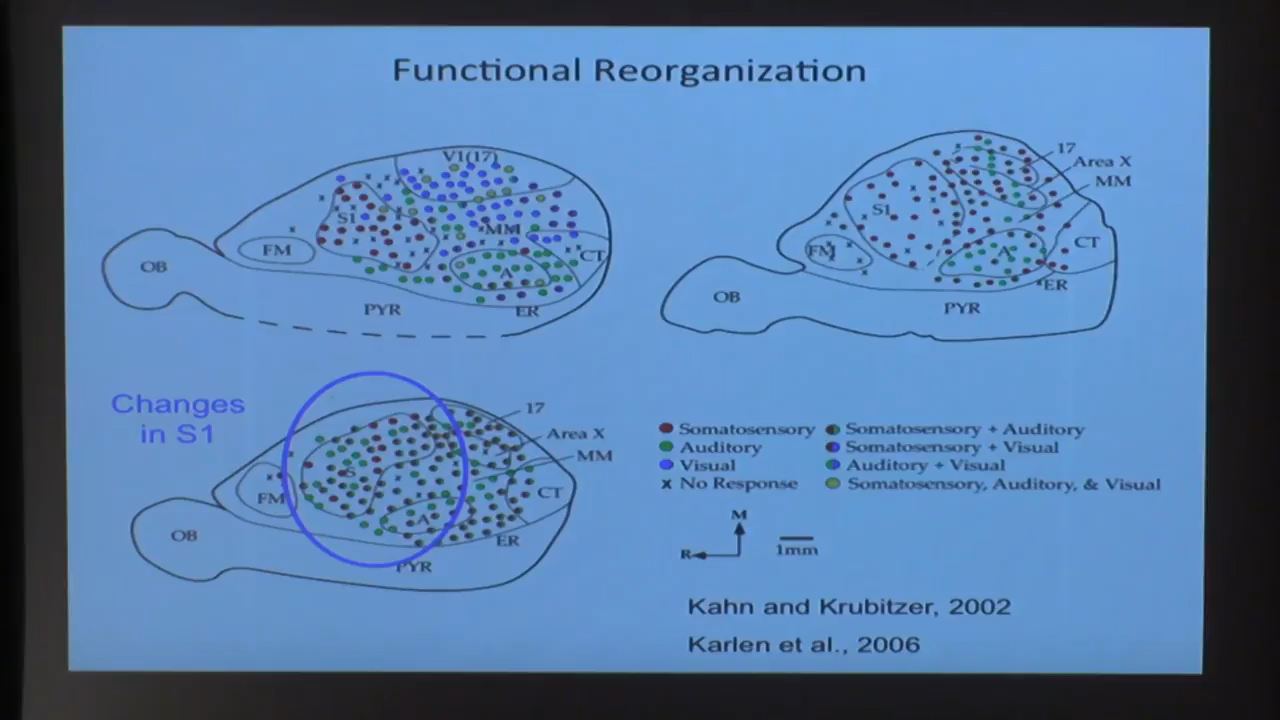 Functional Reorganization
V1(17)
S1
MM
FM
CT
OB
A
PYR
ER
17
Area X
MM
S1
FM
A
CT
ER
OB
PYR
Changes
in S1
17
Area X
MM
S
FM
A
CT
OB
ER
PYR
Somatosensory
Auditory
Visual
x No Response
Somatosensory + Auditory
Somatosensory + Visual
Auditory + Visual
Somatosensory, Auditory, & Visual
M
R
1mm
Kahn and Krubitzer, 2002
Karlen et al., 2006